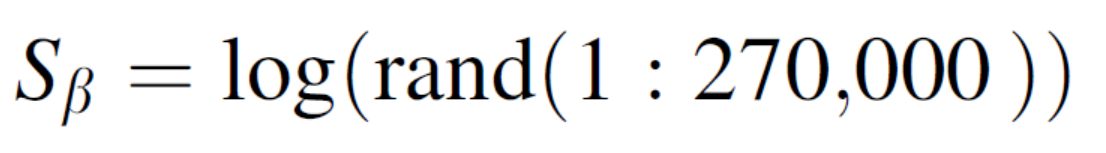 S_β = log(rand(1 : 270,000 ))